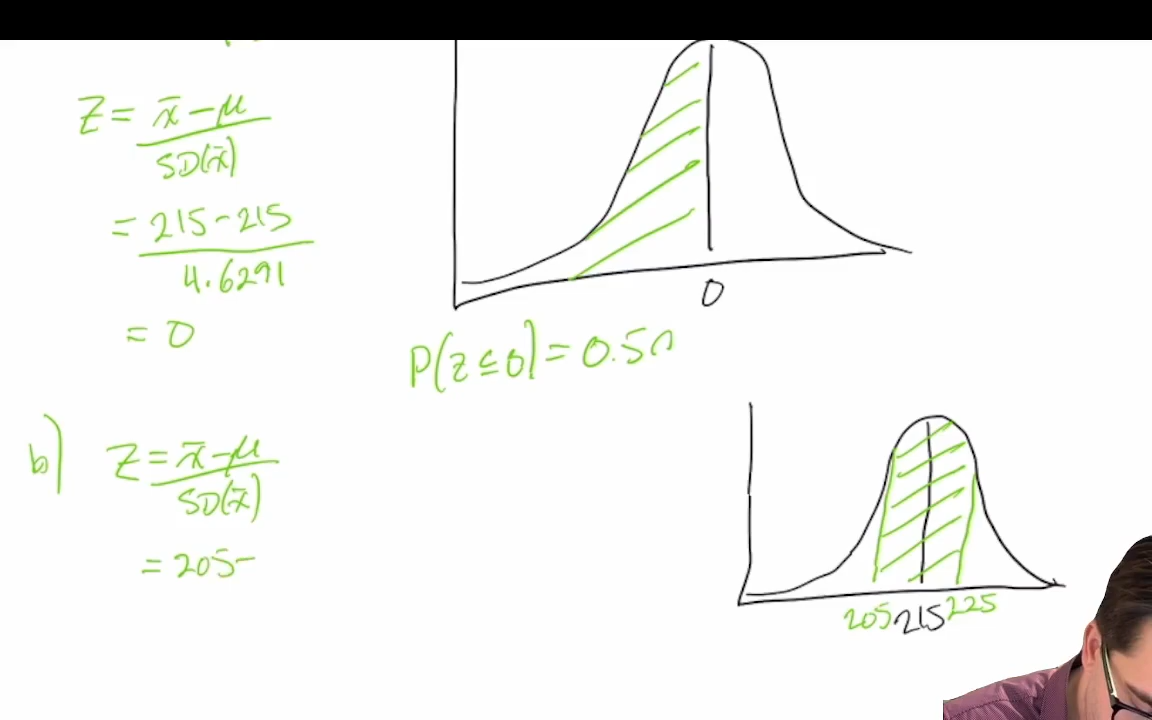 Z = x̄ - μ
SD(x̄)
= 215 - 215
4.6291
= 0
0
P(z ≤ 0) = 0.50
b) Z = x̄ - μ
SD(x̄)
= 205 -
205 215 225